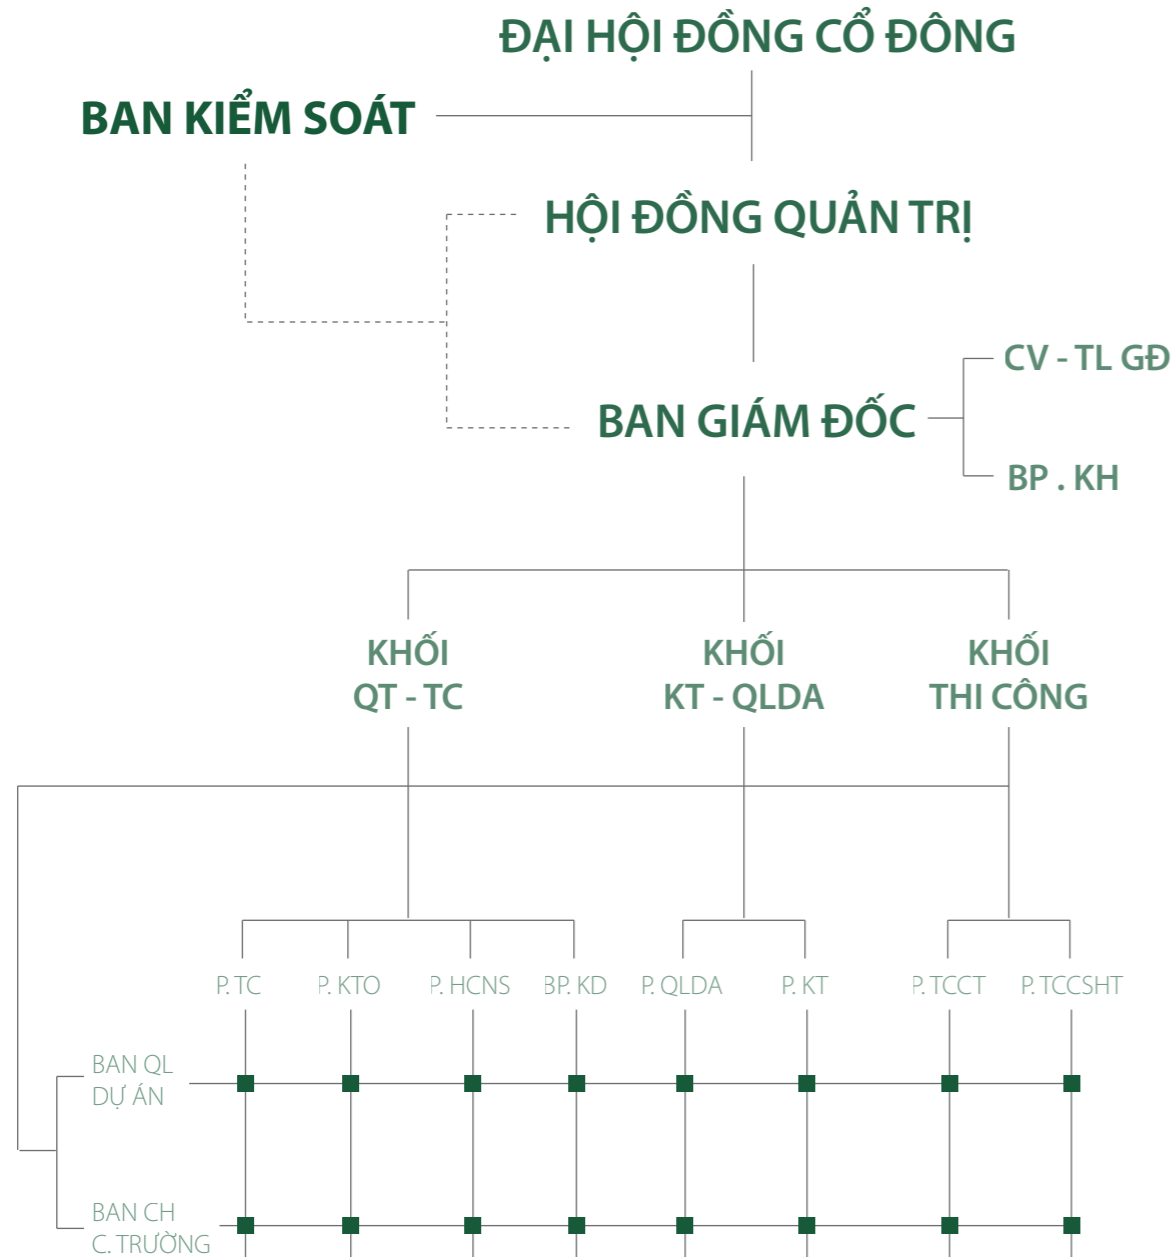 ĐẠI HỘI ĐỒNG CỔ ĐÔNG
BAN KIỂM SOÁT
HỘI ĐỒNG QUẢN TRỊ
CV - TL GĐ
BAN GIÁM ĐỐC
BP . KH
KHỐI
QT - TC
KHỐI
KT - QLDA
KHỐI
THI CÔNG
P. TC
P. KTO
P. HCNS
BP. KD
P. QLDA
P. KT
P. TCCT
P. TCCSHT
BAN QL
DỰ ÁN
BAN CH
C. TRƯỜNG